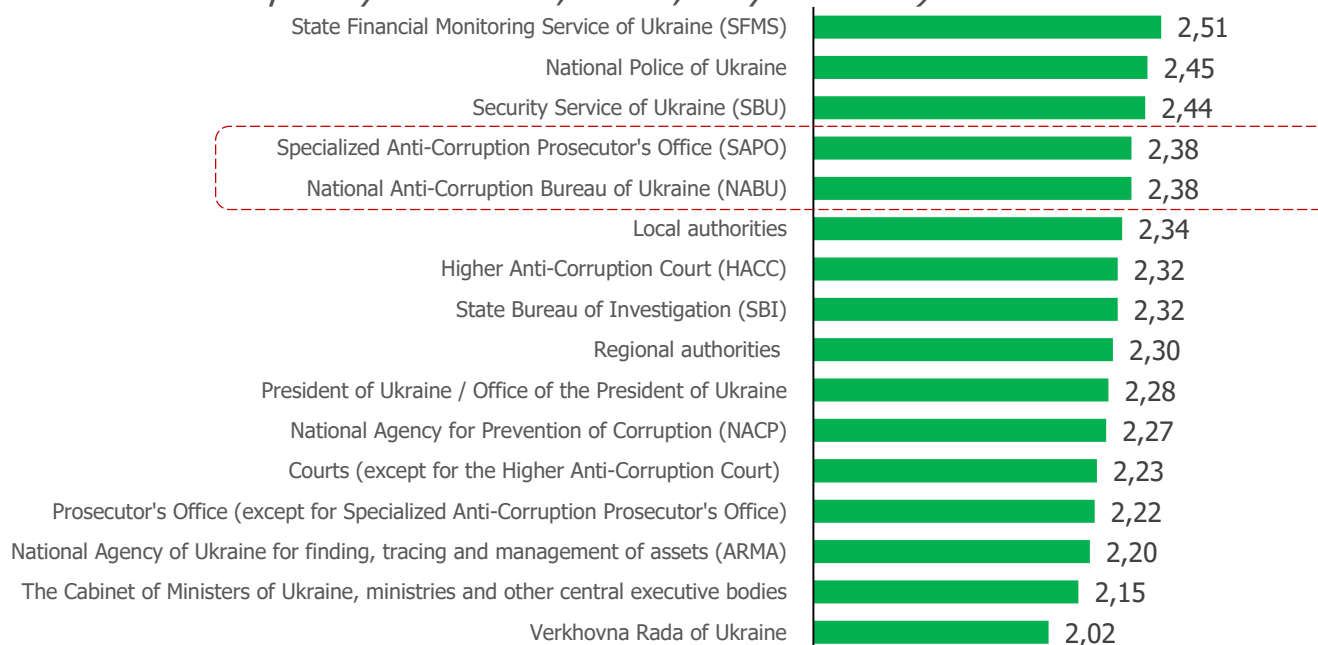 State Financial Monitoring Service of Ukraine (SFMS) 2,51
National Police of Ukraine 2,45
Security Service of Ukraine (SBU) 2,44
Specialized Anti-Corruption Prosecutor's Office (SAPO) 2,38
National Anti-Corruption Bureau of Ukraine (NABU) 2,38
Local authorities 2,34
Higher Anti-Corruption Court (HACC) 2,32
State Bureau of Investigation (SBI) 2,32
Regional authorities 2,30
President of Ukraine / Office of the President of Ukraine 2,28
National Agency for Prevention of Corruption (NACP) 2,27
Courts (except for the Higher Anti-Corruption Court) 2,23
Prosecutor's Office (except for Specialized Anti-Corruption Prosecutor's Office) 2,22
National Agency of Ukraine for finding, tracing and management of assets (ARMA) 2,20
The Cabinet of Ministers of Ukraine, ministries and other central executive bodies 2,15
Verkhovna Rada of Ukraine 2,02